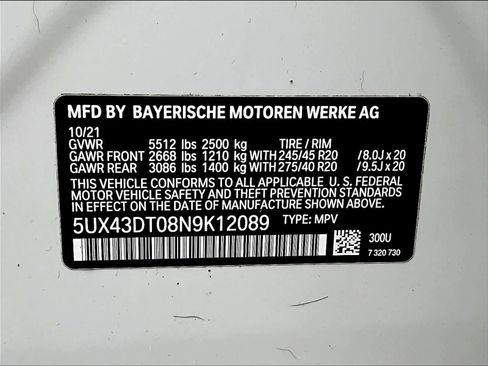 MFD BY BAYERISCHE MOTOREN WERKE AG
10/21
GVWR 5512 lbs 2500 kg TIRE / RIM
GAWR FRONT 2668 lbs 1210 kg WITH 245/45 R20 /8.0J x 20
GAWR REAR 3086 lbs 1400 kg WITH 275/40 R20 /9.5J x 20
THIS VEHICLE CONFORMS TO ALL APPLICABLE U.S. FEDERAL
MOTOR VEHICLE SAFETY AND THEFT PREVENTION STANDARDS
IN EFFECT ON THE DATE OF MANUFACTURE SHOWN ABOVE.
5UX43DT08N9K12089 TYPE: MPV
300U
7 320 730